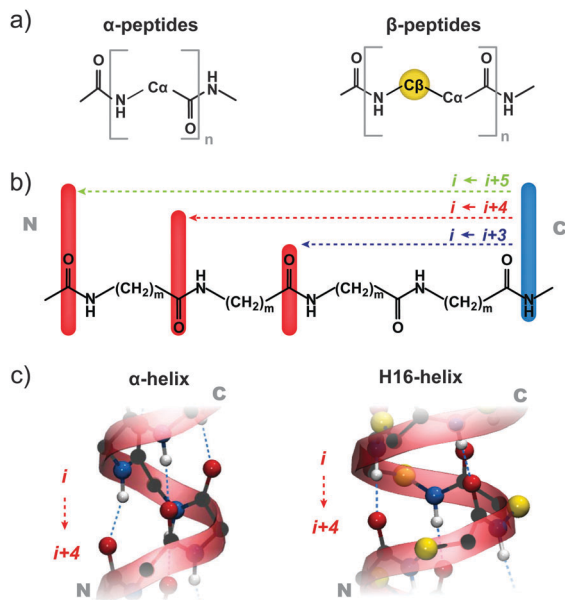 a)
α-peptides
β-peptides
O
N
H
Cα
O
H
N
n
O
N
H
Cβ
Cα
O
N
H
n
b)
i ← i+5
i ← i+4
i ← i+3
N
C
O
N
H
(CH₂)m
O
H
N
(CH₂)m
O
N
H
(CH₂)m
O
H
N
(CH₂)m
O
N
H
c)
α-helix
H16-helix
C
C
i
i+4
i
i+4
N
N